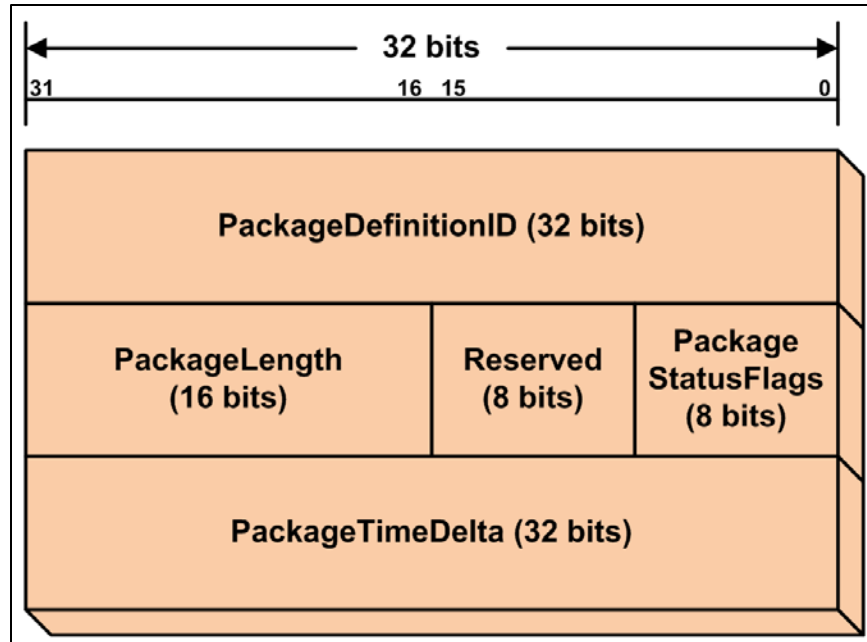 32 bits
31 16 15 0
PackageDefinitionID (32 bits)
PackageLength
(16 bits)
Reserved
(8 bits)
Package
StatusFlags
(8 bits)
PackageTimeDelta (32 bits)